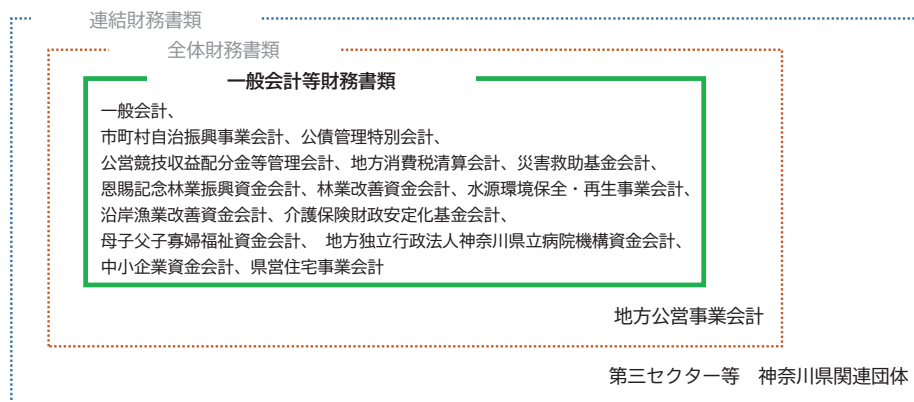 連結財務書類
全体財務書類
一般会計等財務書類
一般会計、
市町村自治振興事業会計、公債管理特別会計、
公営競技収益配分金等管理会計、地方消費税清算会計、災害救助基金会計、
恩賜記念林業振興資金会計、林業改善資金会計、水源環境保全・再生事業会計、
沿岸漁業改善資金会計、介護保険財政安定化基金会計、
母子父子寡婦福祉資金会計、 地方独立行政法人神奈川県立病院機構資金会計、
中小企業資金会計、県営住宅事業会計
地方公営事業会計
第三セクター等　神奈川県関連団体